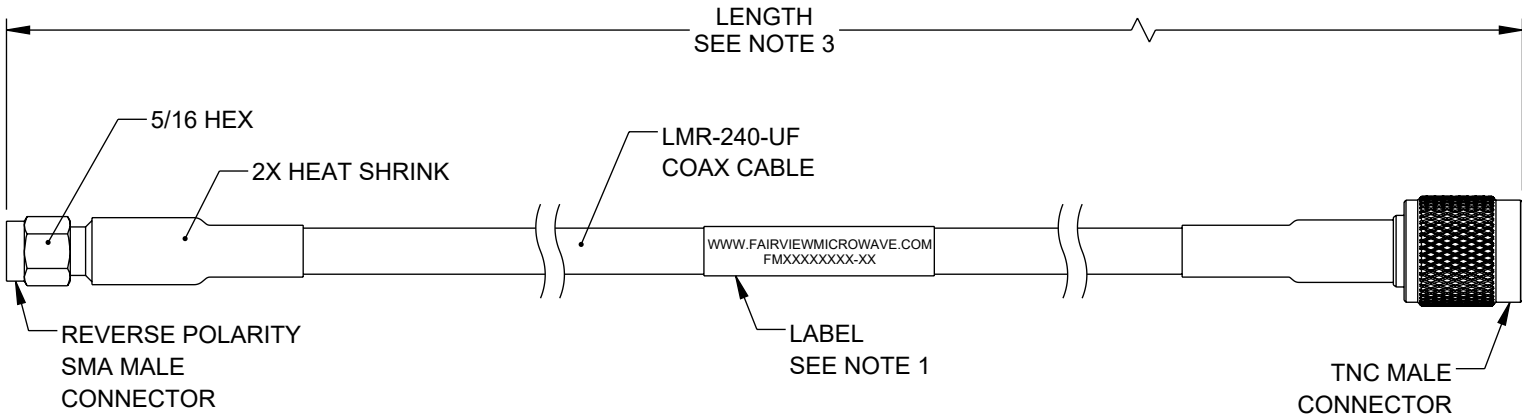 LENGTH
SEE NOTE 3
5/16 HEX
2X HEAT SHRINK
LMR-240-UF
COAX CABLE
WWW.FAIRVIEWMICROWAVE.COM
FMXXXXXXXX-XX
REVERSE POLARITY
SMA MALE
CONNECTOR
LABEL
SEE NOTE 1
TNC MALE
CONNECTOR